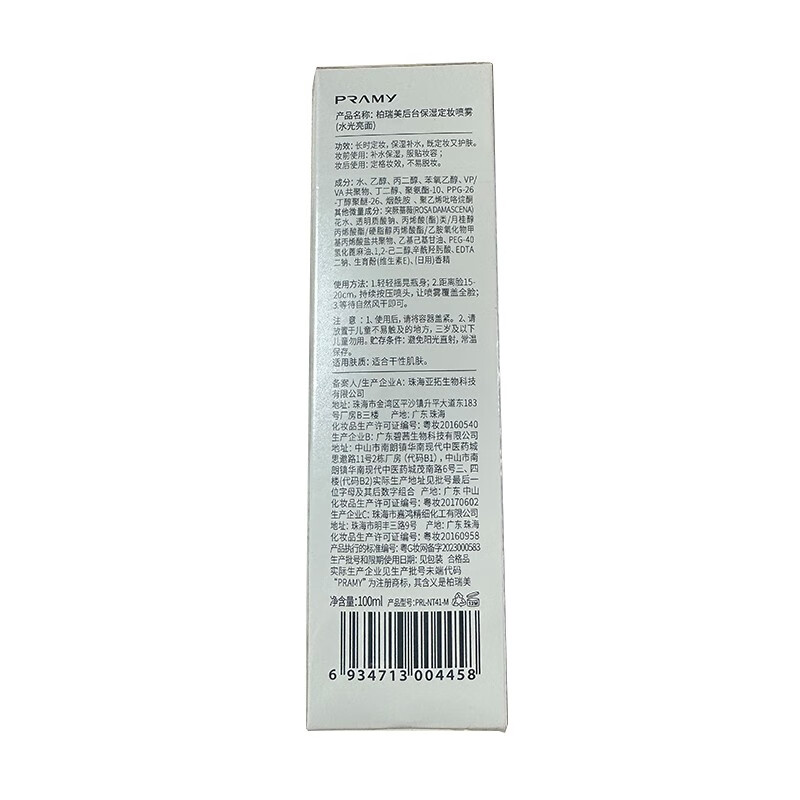 PRAMY
产品名称: 柏瑞美后台保湿定妆喷雾
(水光亮面)
功效: 长时定妆, 保湿补水, 既定妆又护肤。
妆前使用: 补水保湿, 服贴妆容;
妆后使用: 定格妆效, 不易脱妆。
成分: 水、乙醇、丙二醇、苯氧乙醇、VP/
VA共聚物、丁二醇、聚氨酯-10、PPG-26
-丁醇聚醚-26、烟酰胺、聚乙烯吡咯烷酮
其他微量成分: 突厥蔷薇(ROSA DAMASCENA)
花水、透明质酸钠、丙烯酸(酯)类/月桂醇
丙烯酸酯/硬脂醇丙烯酸酯/乙胺氧化物甲
基丙烯酸盐共聚物、乙基己基甘油、PEG-40
氢化蓖麻油、1,2-己二醇、辛酰羟肟酸、EDTA
二钠、生育酚(维生素E)、(日用)香精
使用方法: 1.轻轻摇晃瓶身; 2.距离脸15-
20cm, 持续按压喷头, 让喷雾覆盖全脸;
3.等待自然风干即可。
注 意: 1、使用后, 请将容器盖紧。2、请
放置于儿童不易触及的地方, 三岁及以下
儿童勿用。贮存条件: 避免阳光直射, 常温
保存。
适用肤质: 适合干性肌肤。
备案人/生产企业A: 珠海亚拓生物科技
有限公司
地址: 珠海市金湾区平沙镇升平大道东183
号厂房B三楼 产地: 广东 珠海
化妆品生产许可证编号: 粤妆20160540
生产企业B: 广东碧茜生物科技有限公司
地址: 中山市南朗镇华南现代中医药城
思邈路11号2栋厂房 (代码B1), 中山市南
朗镇华南现代中医药城茂南路6号三、四
楼(代码B2)实际生产地址见批号最后一
位字母及其后数字组合 产地: 广东 中山
化妆品生产许可证编号: 粤妆20170602
生产企业C: 珠海市嘉鸿精细化工有限公司
地址: 珠海市明丰三路9号 产地: 广东 珠海
化妆品生产许可证编号: 粤妆20160958
产品执行的标准编号: 粤G妆网备字2023000583
生产批号和限期使用日期: 见包装 合格品
实际生产企业见生产批号末端代码
"PRAMY"为注册商标, 其含义是柏瑞美
净含量:100ml 产品型号: PRL-NT41-M
6 934713 004458